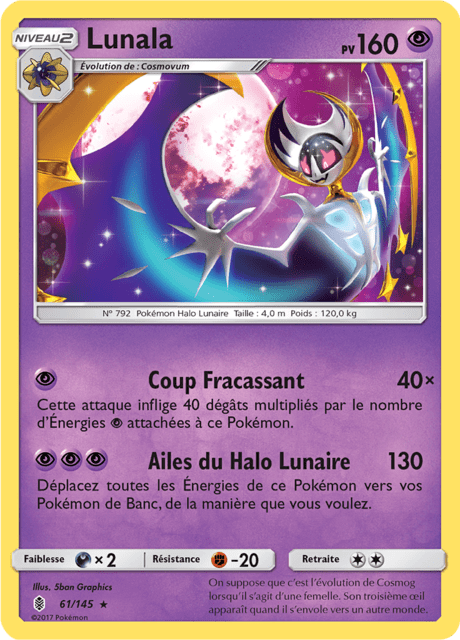 NIVEAU2 Lunala PV160
Évolution de : Cosmovum
Nº 792 Pokémon Halo Lunaire Taille : 4,0 m Poids : 120,0 kg
Coup Fracassant 40×
Cette attaque inflige 40 dégâts multipliés par le nombre
d'Énergies attachées à ce Pokémon.
Ailes du Halo Lunaire 130
Déplacez toutes les Énergies de ce Pokémon vers vos
Pokémon de Banc, de la manière que vous voulez.
Faiblesse ×2 Résistance -20 Retraite
Illus. 5ban Graphics
61/145 ★
©2017 Pokémon
On suppose que c'est l'évolution de Cosmog
lorsqu'il s'agit d'une femelle. Son troisième œil
apparaît quand il s'envole vers un autre monde.